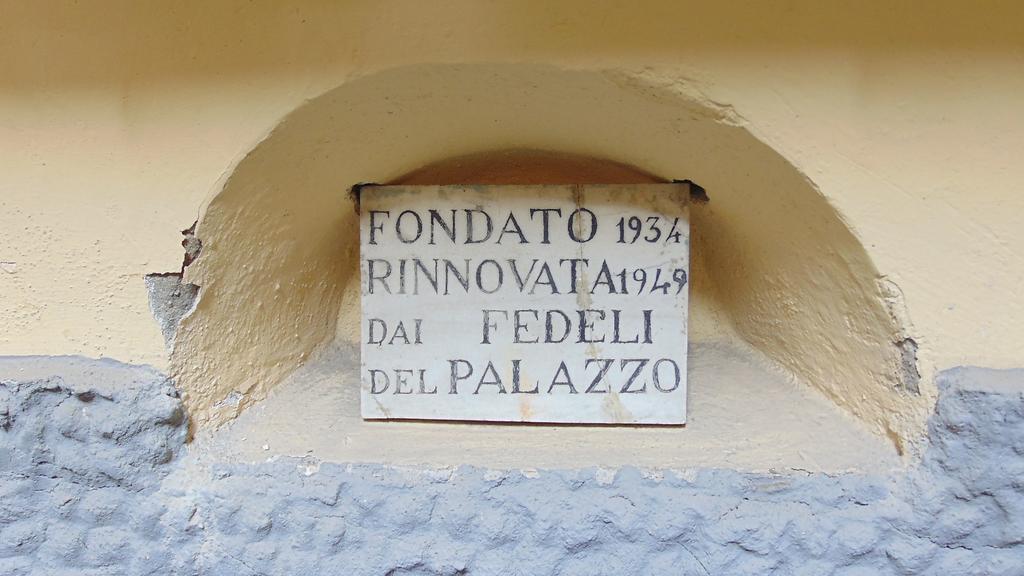 FONDATO 1934
RINNOVATA 1949
DAI FEDELI
DEL PALAZZO